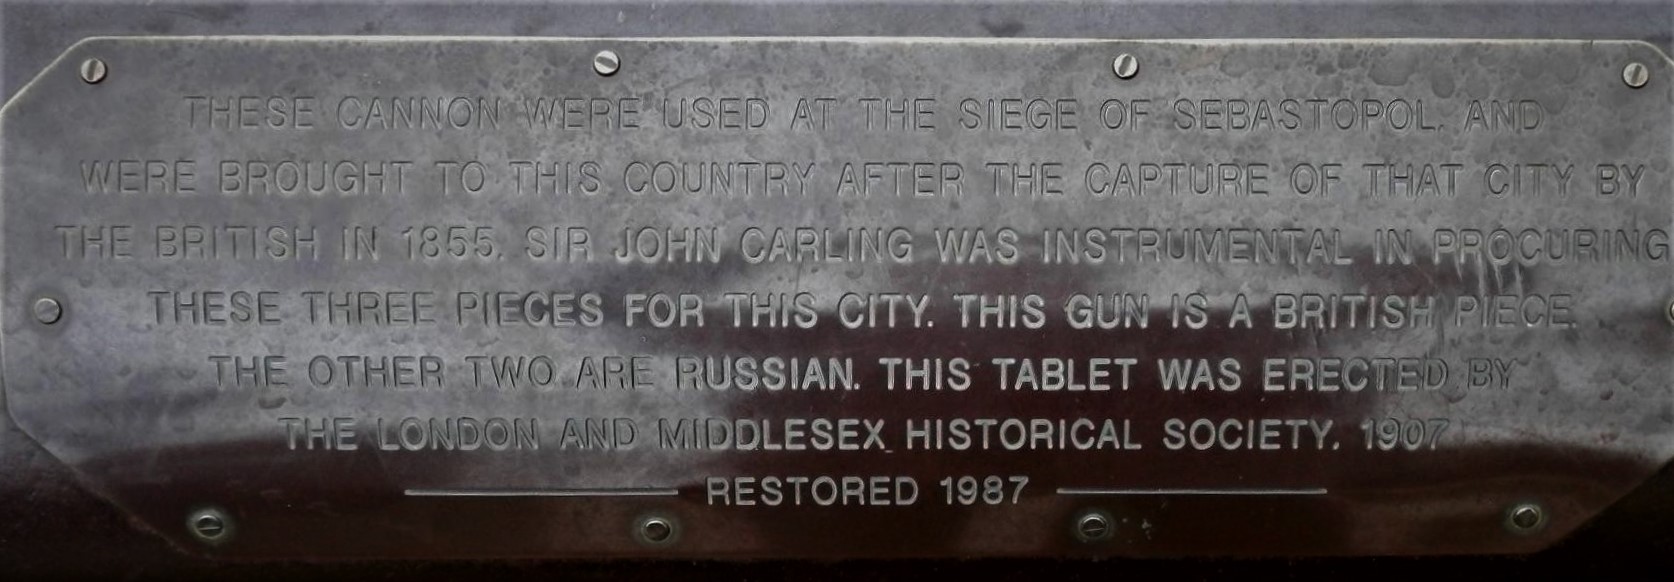 THESE CANNON WERE USED AT THE SIEGE OF SEBASTOPOL, AND
WERE BROUGHT TO THIS COUNTRY AFTER THE CAPTURE OF THAT CITY BY
THE BRITISH IN 1855. SIR JOHN CARLING WAS INSTRUMENTAL IN PROCURING
THESE THREE PIECES FOR THIS CITY. THIS GUN IS A BRITISH PIECE.
THE OTHER TWO ARE RUSSIAN. THIS TABLET WAS ERECTED BY
THE LONDON AND MIDDLESEX HISTORICAL SOCIETY. 1907
RESTORED 1987